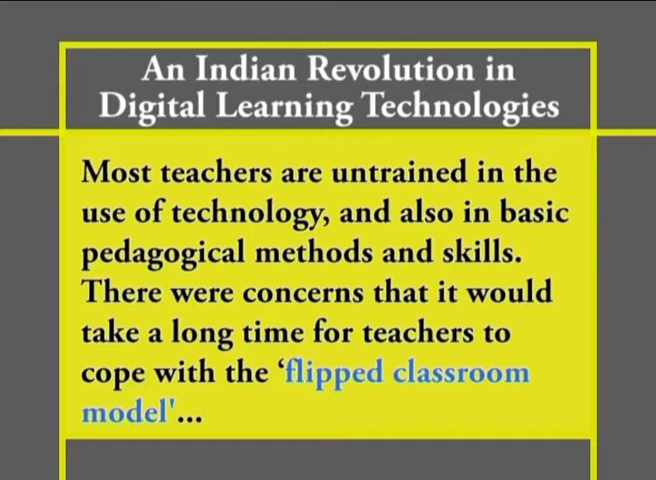 An Indian Revolution in
Digital Learning Technologies
Most teachers are untrained in the
use of technology, and also in basic
pedagogical methods and skills.
There were concerns that it would
take a long time for teachers to
cope with the ‘flipped classroom
model'...